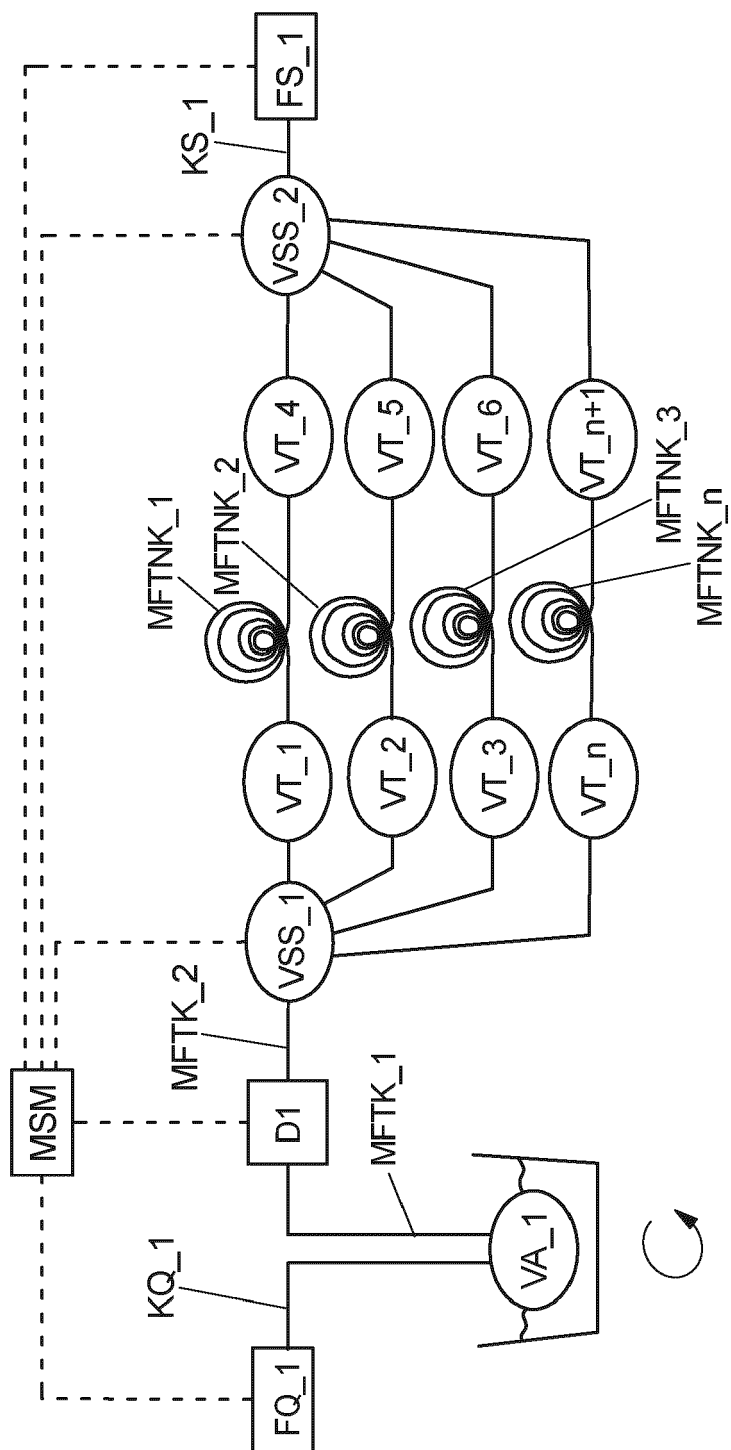 MSM
FQ_1
KQ_1
VA_1
MFTK_1
D1
MFTK_2
VSS_1
VT_1
VT_2
VT_3
VT_n
MFTNK_1
MFTNK_2
MFTNK_3
MFTNK_n
VT_4
VT_5
VT_6
VT_n+1
VSS_2
KS_1
FS_1